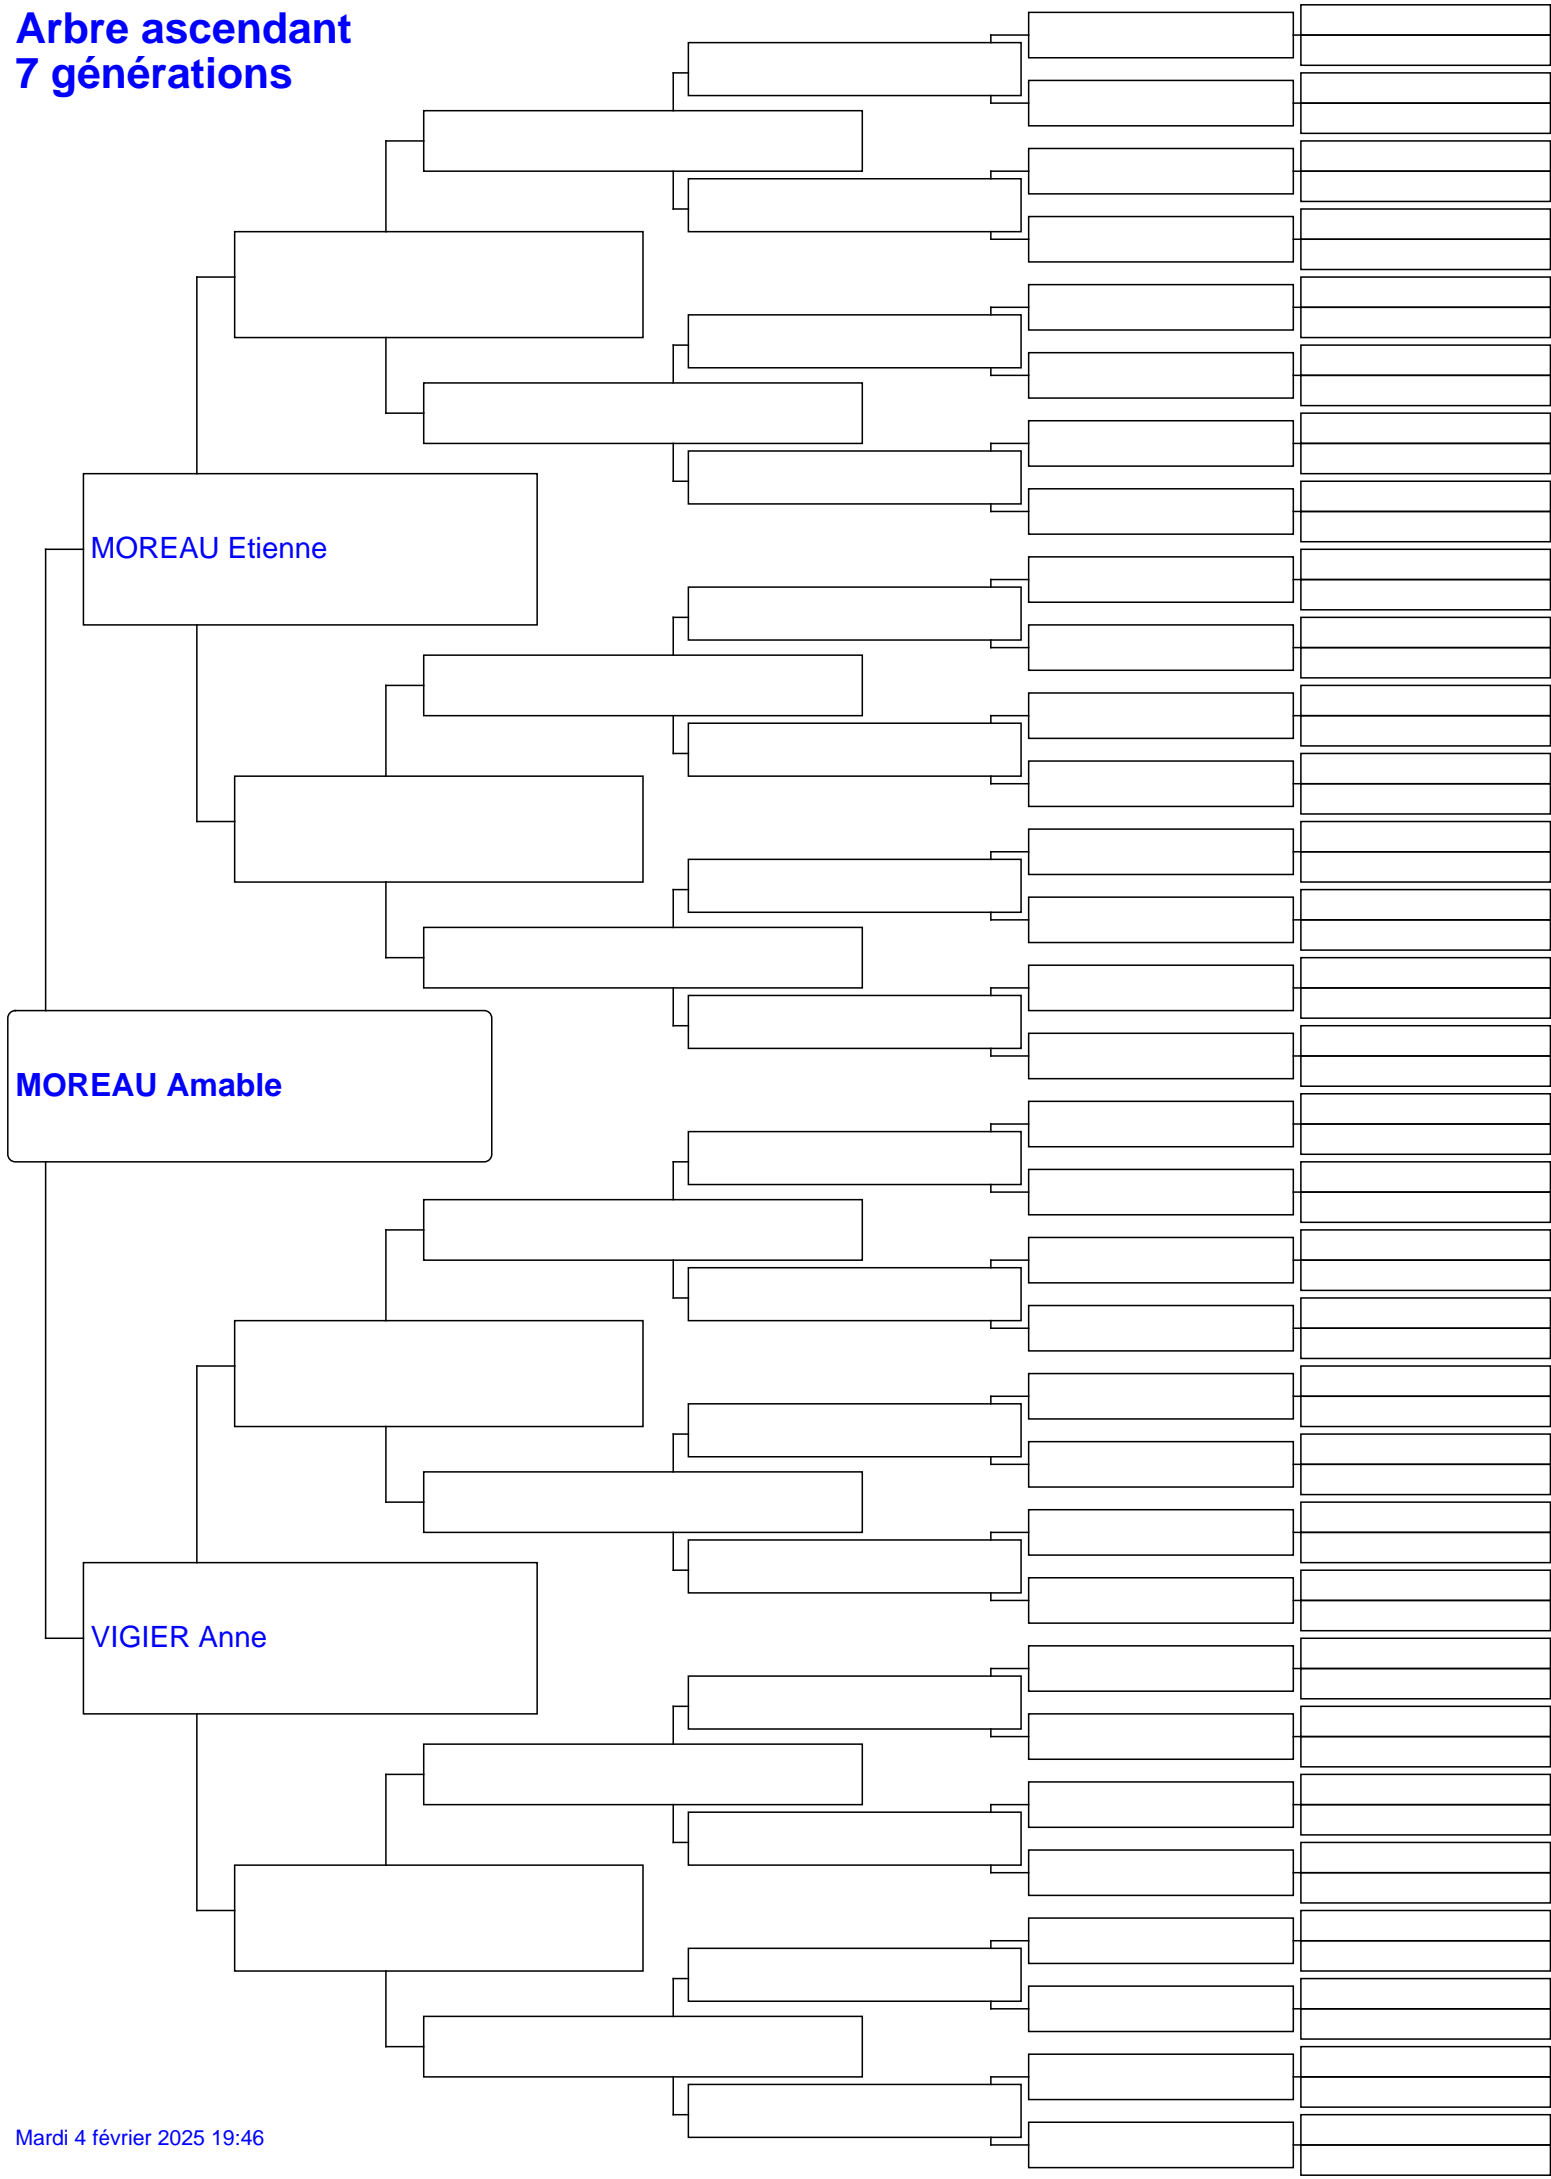 Arbre ascendant
7 générations
MOREAU Etienne
MOREAU Amable
VIGIER Anne
Mardi 4 février 2025 19:46